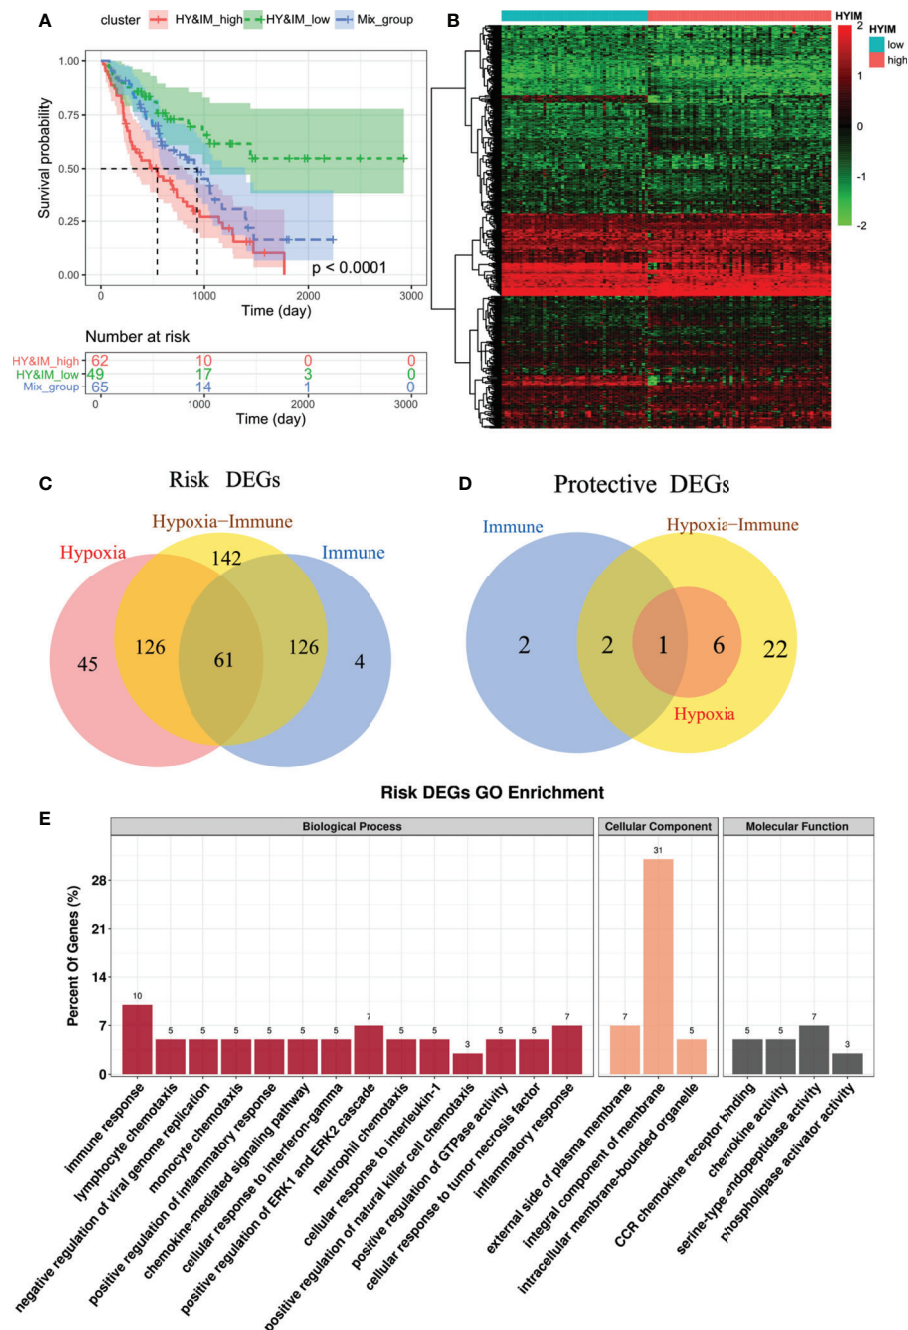 A
cluster HY&IM_high HY&IM_low Mix_group
Survival probability
1.00
0.75
0.50
0.25
0.00
p < 0.0001
0 1000 2000 3000
Time (day)
Number at risk
HY&IM_high 62 10 0 0
HY&IM_low 49 17 3 0
Mix_group 65 14 1 0
0 1000 2000 3000
Time (day)
B
HYIM
2
1
0
-1
-2
HYIM
low
high
C
Risk DEGs
Hypoxia-Immune
Hypoxia
Immune
142
45
126
61
126
4
D
Protective DEGs
Immune
Hypoxia-Immune
2
2
1
6
22
Hypoxia
E
Risk DEGs GO Enrichment
Biological Process
Cellular Component
Molecular Function
Percent Of Genes (%)
28
21
14
7
0
10 5 5 5 5 5 5 7 5 5 3 5 5 7
7 31 5
5 5 7 3
immune response
lymphocyte chemotaxis
negative regulation of viral genome replication
monocyte chemotaxis
positive regulation of inflammatory response
chemokine-mediated signaling pathway
cellular response to interferon-gamma
positive regulation of ERK1 and ERK2 cascade
neutrophil chemotaxis
cellular response to interleukin-1
positive regulation of natural killer cell chemotaxis
positive regulation of GTPase activity
cellular response to tumor necrosis factor
inflammatory response
external side of plasma membrane
integral component of membrane
intracellular membrane-bounded organelle
CCR chemokine receptor binding
chemokine activity
serine-type endopeptidase activity
phospholipase activator activity